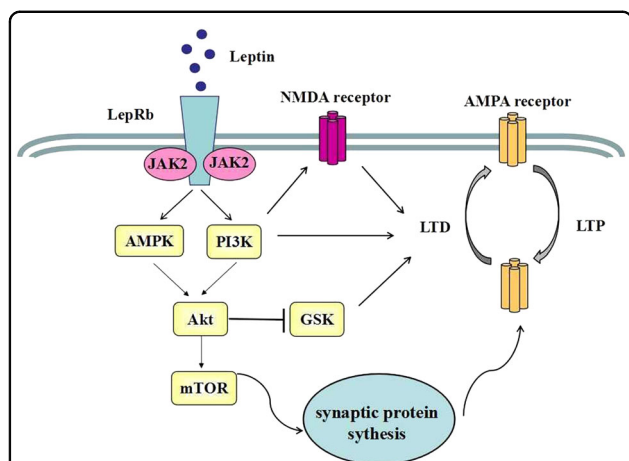 Leptin
LepRb
NMDA receptor
AMPA receptor
JAK2
JAK2
AMPK
PI3K
LTD
LTP
Akt
GSK
mTOR
synaptic protein
sythesis